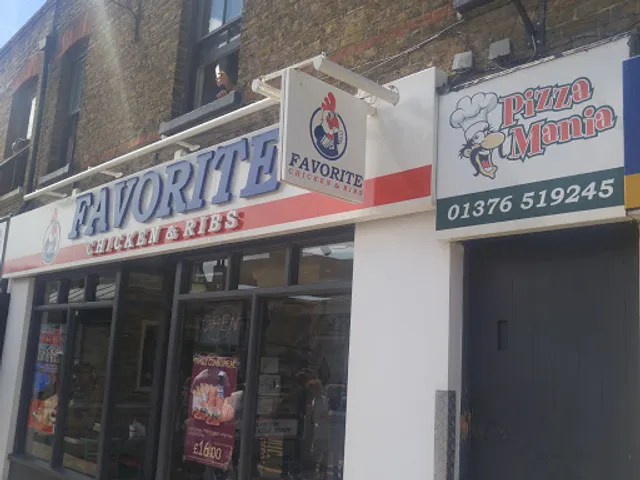 FAVORITE
CHICKEN & RIBS
FAVORITE
CHICKEN & RIBS
Pizza
Mania
01376 519245
OPEN
£16.00